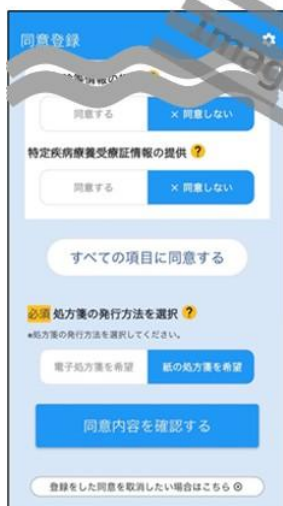 同意登録
同意する
× 同意しない
特定疾病療養受療証情報の提供 ?
同意する
× 同意しない
すべての項目に同意する
必須 処方箋の発行方法を選択 ?
※処方箋の発行方法を選択してください。
電子処方箋を希望
紙の処方箋を希望
同意内容を確認する
登録をした同意を取消したい場合はこちら